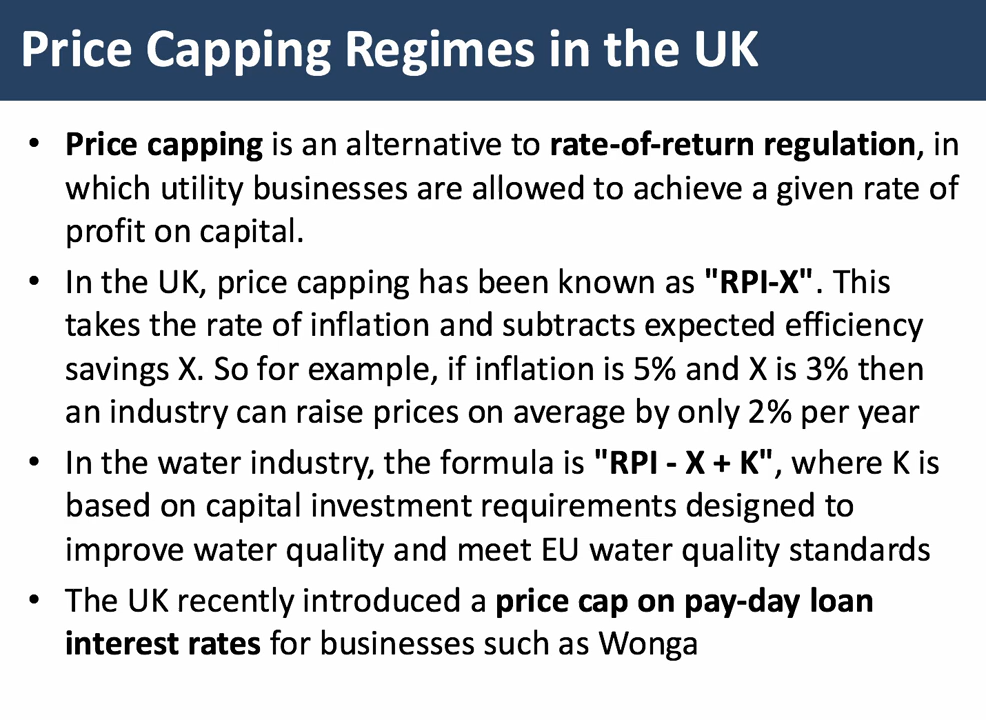 Price Capping Regimes in the UK
• Price capping is an alternative to rate-of-return regulation, in
which utility businesses are allowed to achieve a given rate of
profit on capital.
• In the UK, price capping has been known as "RPI-X". This
takes the rate of inflation and subtracts expected efficiency
savings X. So for example, if inflation is 5% and X is 3% then
an industry can raise prices on average by only 2% per year
• In the water industry, the formula is "RPI - X + K", where K is
based on capital investment requirements designed to
improve water quality and meet EU water quality standards
• The UK recently introduced a price cap on pay-day loan
interest rates for businesses such as Wonga